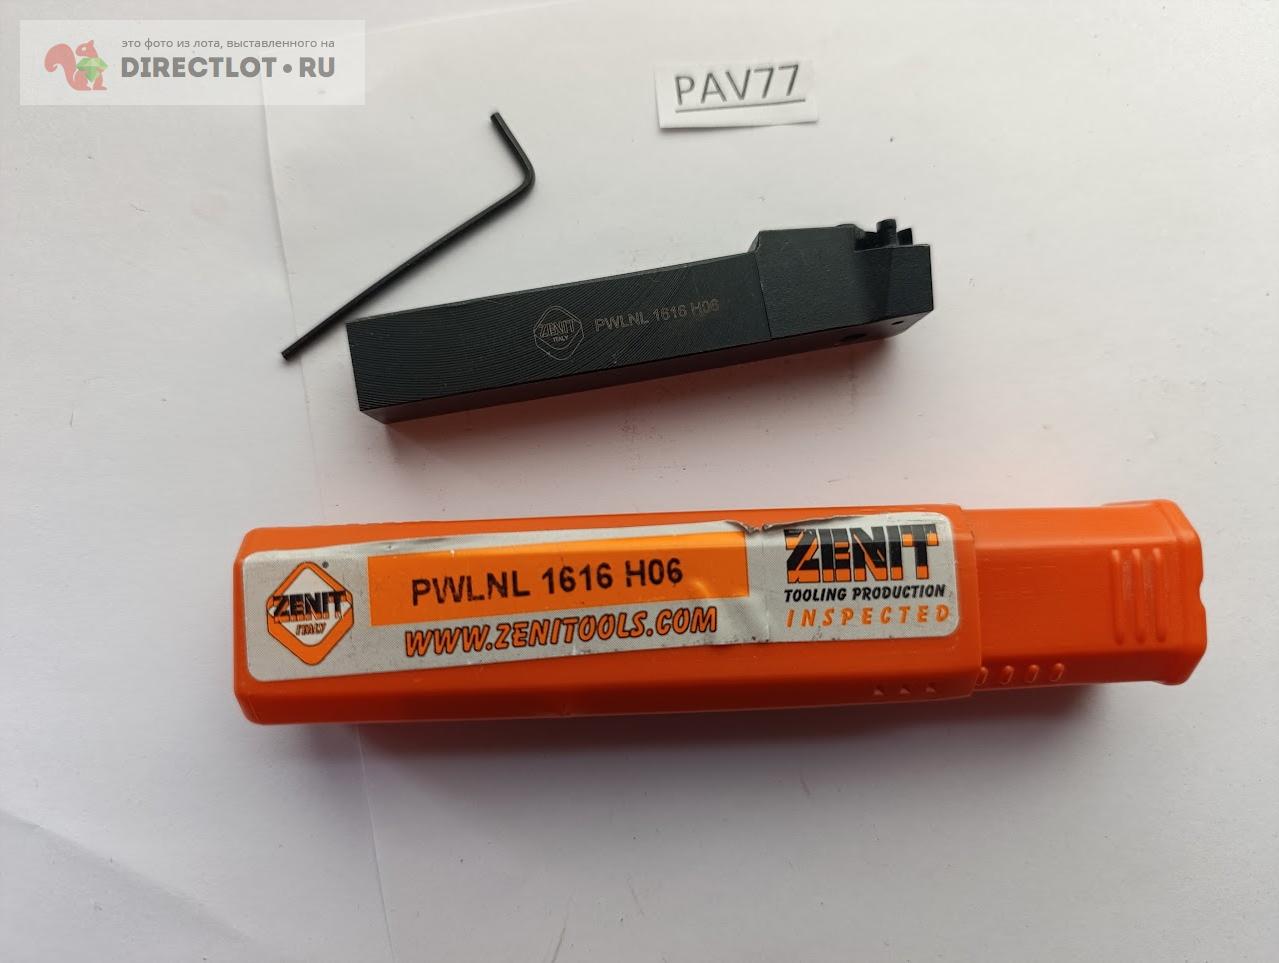 это фото из лота, выставленного на
DIRECTLOT•RU
PAV77
ZENIT
ITALY
PWLNL 1616 H06
ZENIT®
ITALY
PWLNL 1616 H06
WWW.ZENITOOLS.COM
ZENIT
TOOLING PRODUCTION
INSPECTED